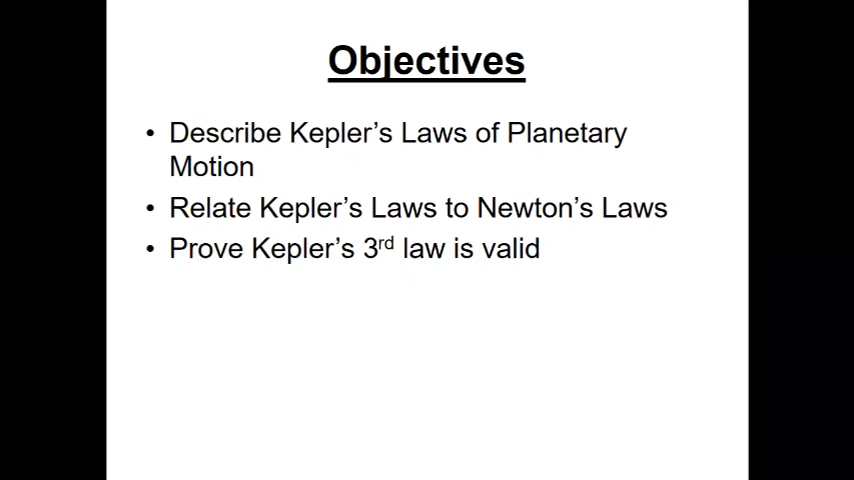 Objectives
• Describe Kepler’s Laws of Planetary
Motion
• Relate Kepler’s Laws to Newton’s Laws
• Prove Kepler’s 3rd law is valid